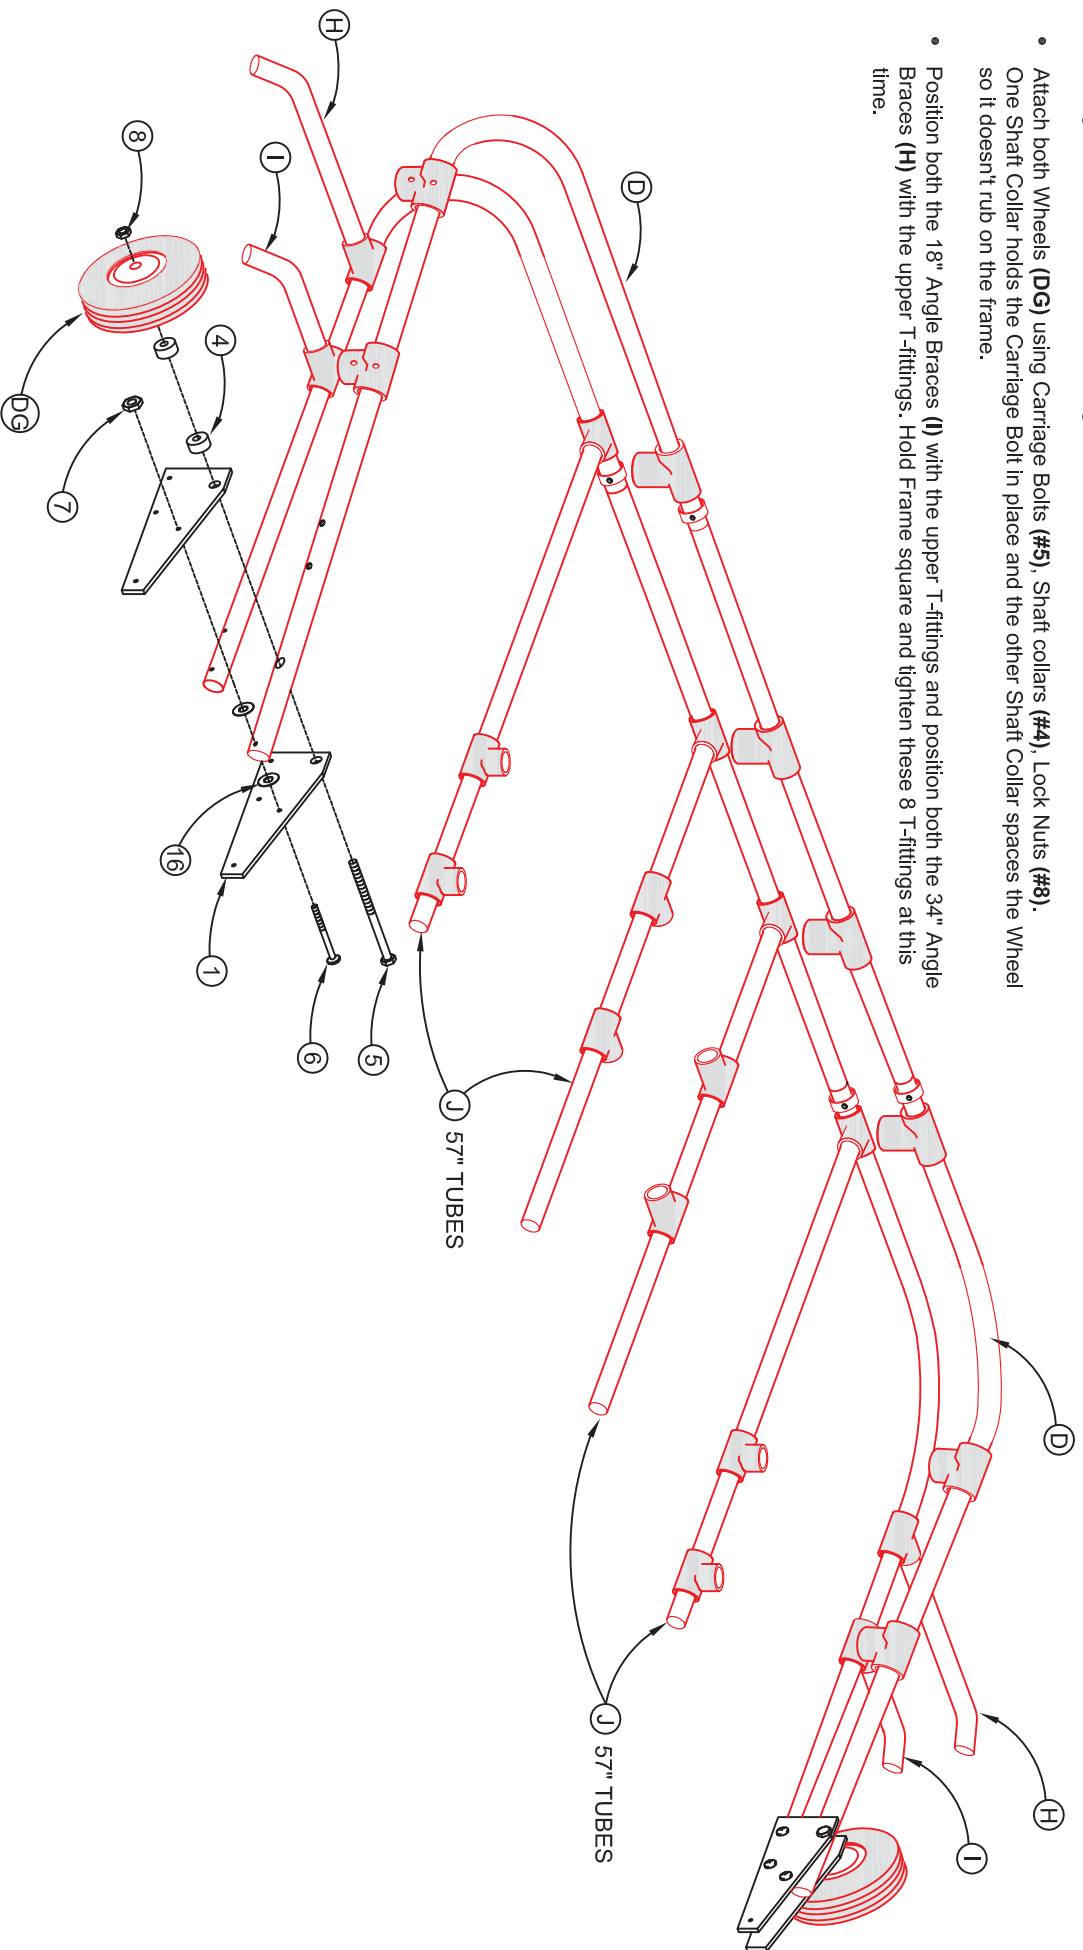 • Attach both Wheels (DG) using Carriage Bolts (#5), Shaft collars (#4), Lock Nuts (#8).
One Shaft Collar holds the Carriage Bolt in place and the other Shaft Collar spaces the Wheel
so it doesn't rub on the frame.
• Position both the 18" Angle Braces (I) with the upper T-fittings and position both the 34" Angle
Braces (H) with the upper T-fittings. Hold Frame square and tighten these 8 T-fittings at this
time.
D
H
I
8
DG
4
7
16
1
6
5
J 57" TUBES
D
J 57" TUBES
H
I